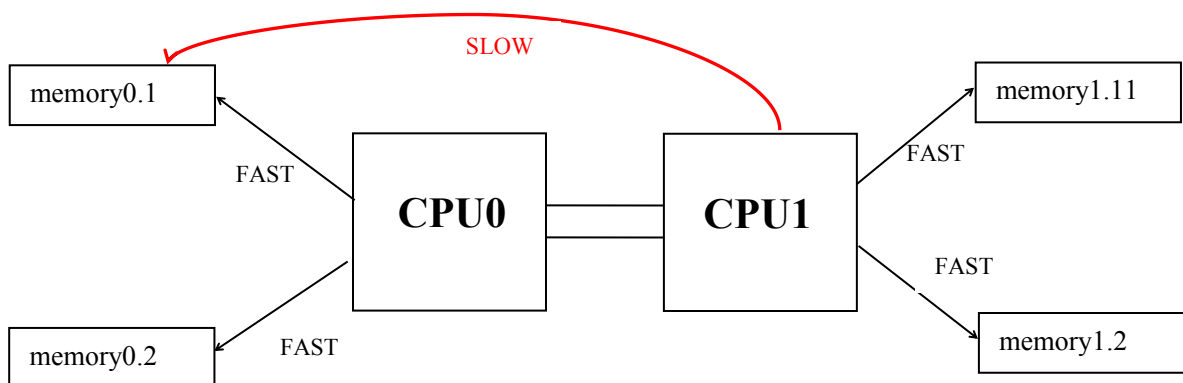 SLOW
memory0.1
memory1.11
FAST
FAST
CPU0
CPU1
FAST
FAST
memory0.2
memory1.2